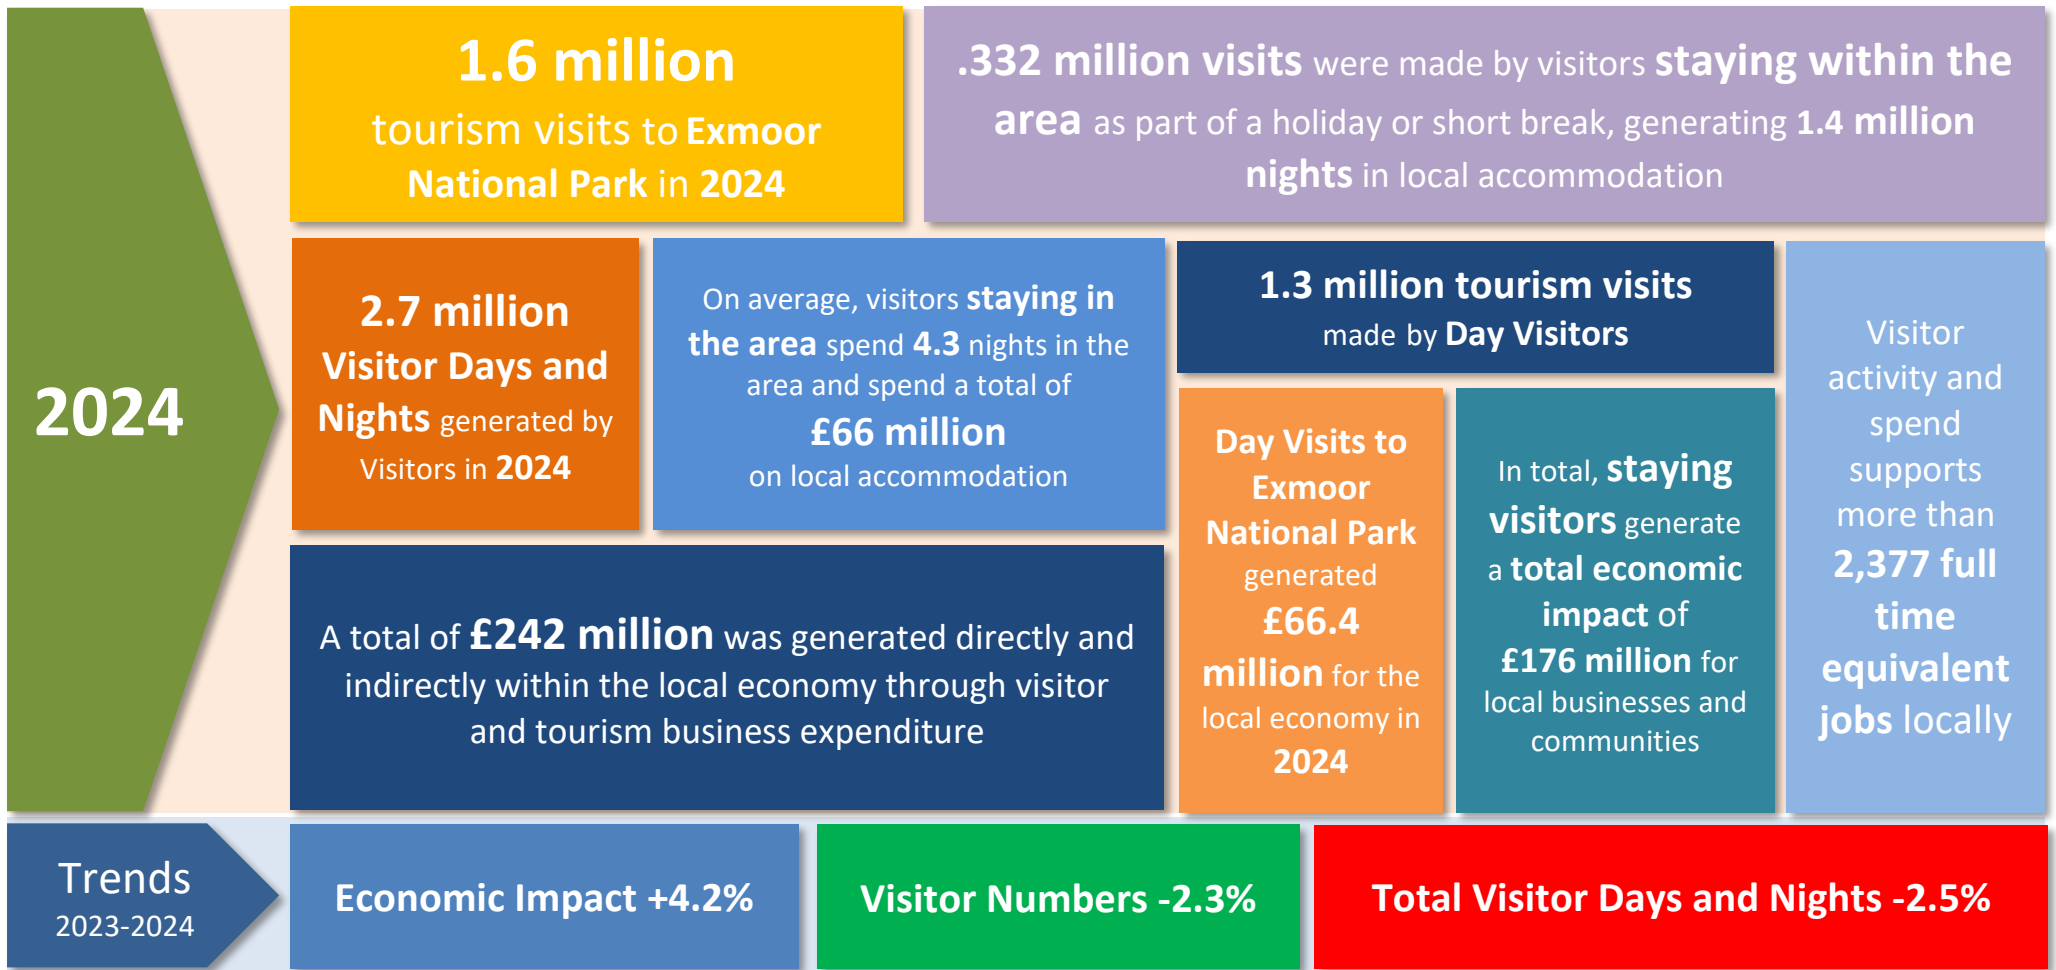 2024
1.6 million
tourism visits to Exmoor
National Park in 2024
.332 million visits were made by visitors staying within the
area as part of a holiday or short break, generating 1.4 million
nights in local accommodation
2.7 million
Visitor Days and
Nights generated by
Visitors in 2024
On average, visitors staying in
the area spend 4.3 nights in the
area and spend a total of
£66 million
on local accommodation
1.3 million tourism visits
made by Day Visitors
Visitor
activity and
spend
supports
more than
2,377 full
time
equivalent
jobs locally
Day Visits to
Exmoor
National Park
generated
£66.4
million for the
local economy in
2024
In total, staying
visitors generate
a total economic
impact of
£176 million for
local businesses and
communities
A total of £242 million was generated directly and
indirectly within the local economy through visitor
and tourism business expenditure
Trends
2023-2024
Economic Impact +4.2%
Visitor Numbers -2.3%
Total Visitor Days and Nights -2.5%